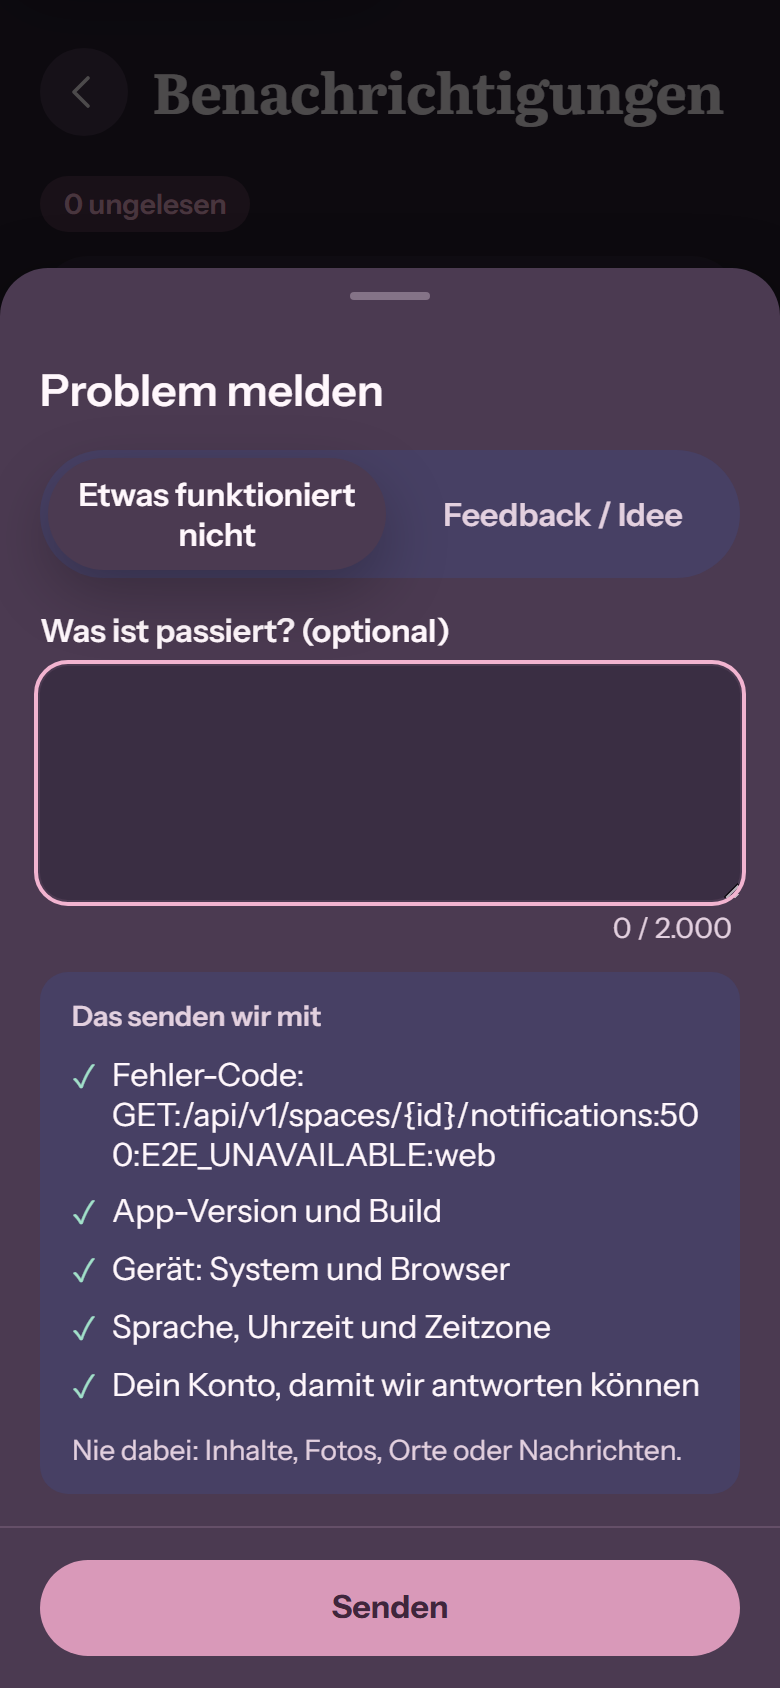 Benachrichtigungen
0 ungelesen
Problem melden
Etwas funktioniert
nicht
Feedback / Idee
Was ist passiert? (optional)
0 / 2.000
Das senden wir mit
✓ Fehler-Code:
GET:/api/v1/spaces/{id}/notifications:50
0:E2E_UNAVAILABLE:web
✓ App-Version und Build
✓ Gerät: System und Browser
✓ Sprache, Uhrzeit und Zeitzone
✓ Dein Konto, damit wir antworten können
Nie dabei: Inhalte, Fotos, Orte oder Nachrichten.
Senden